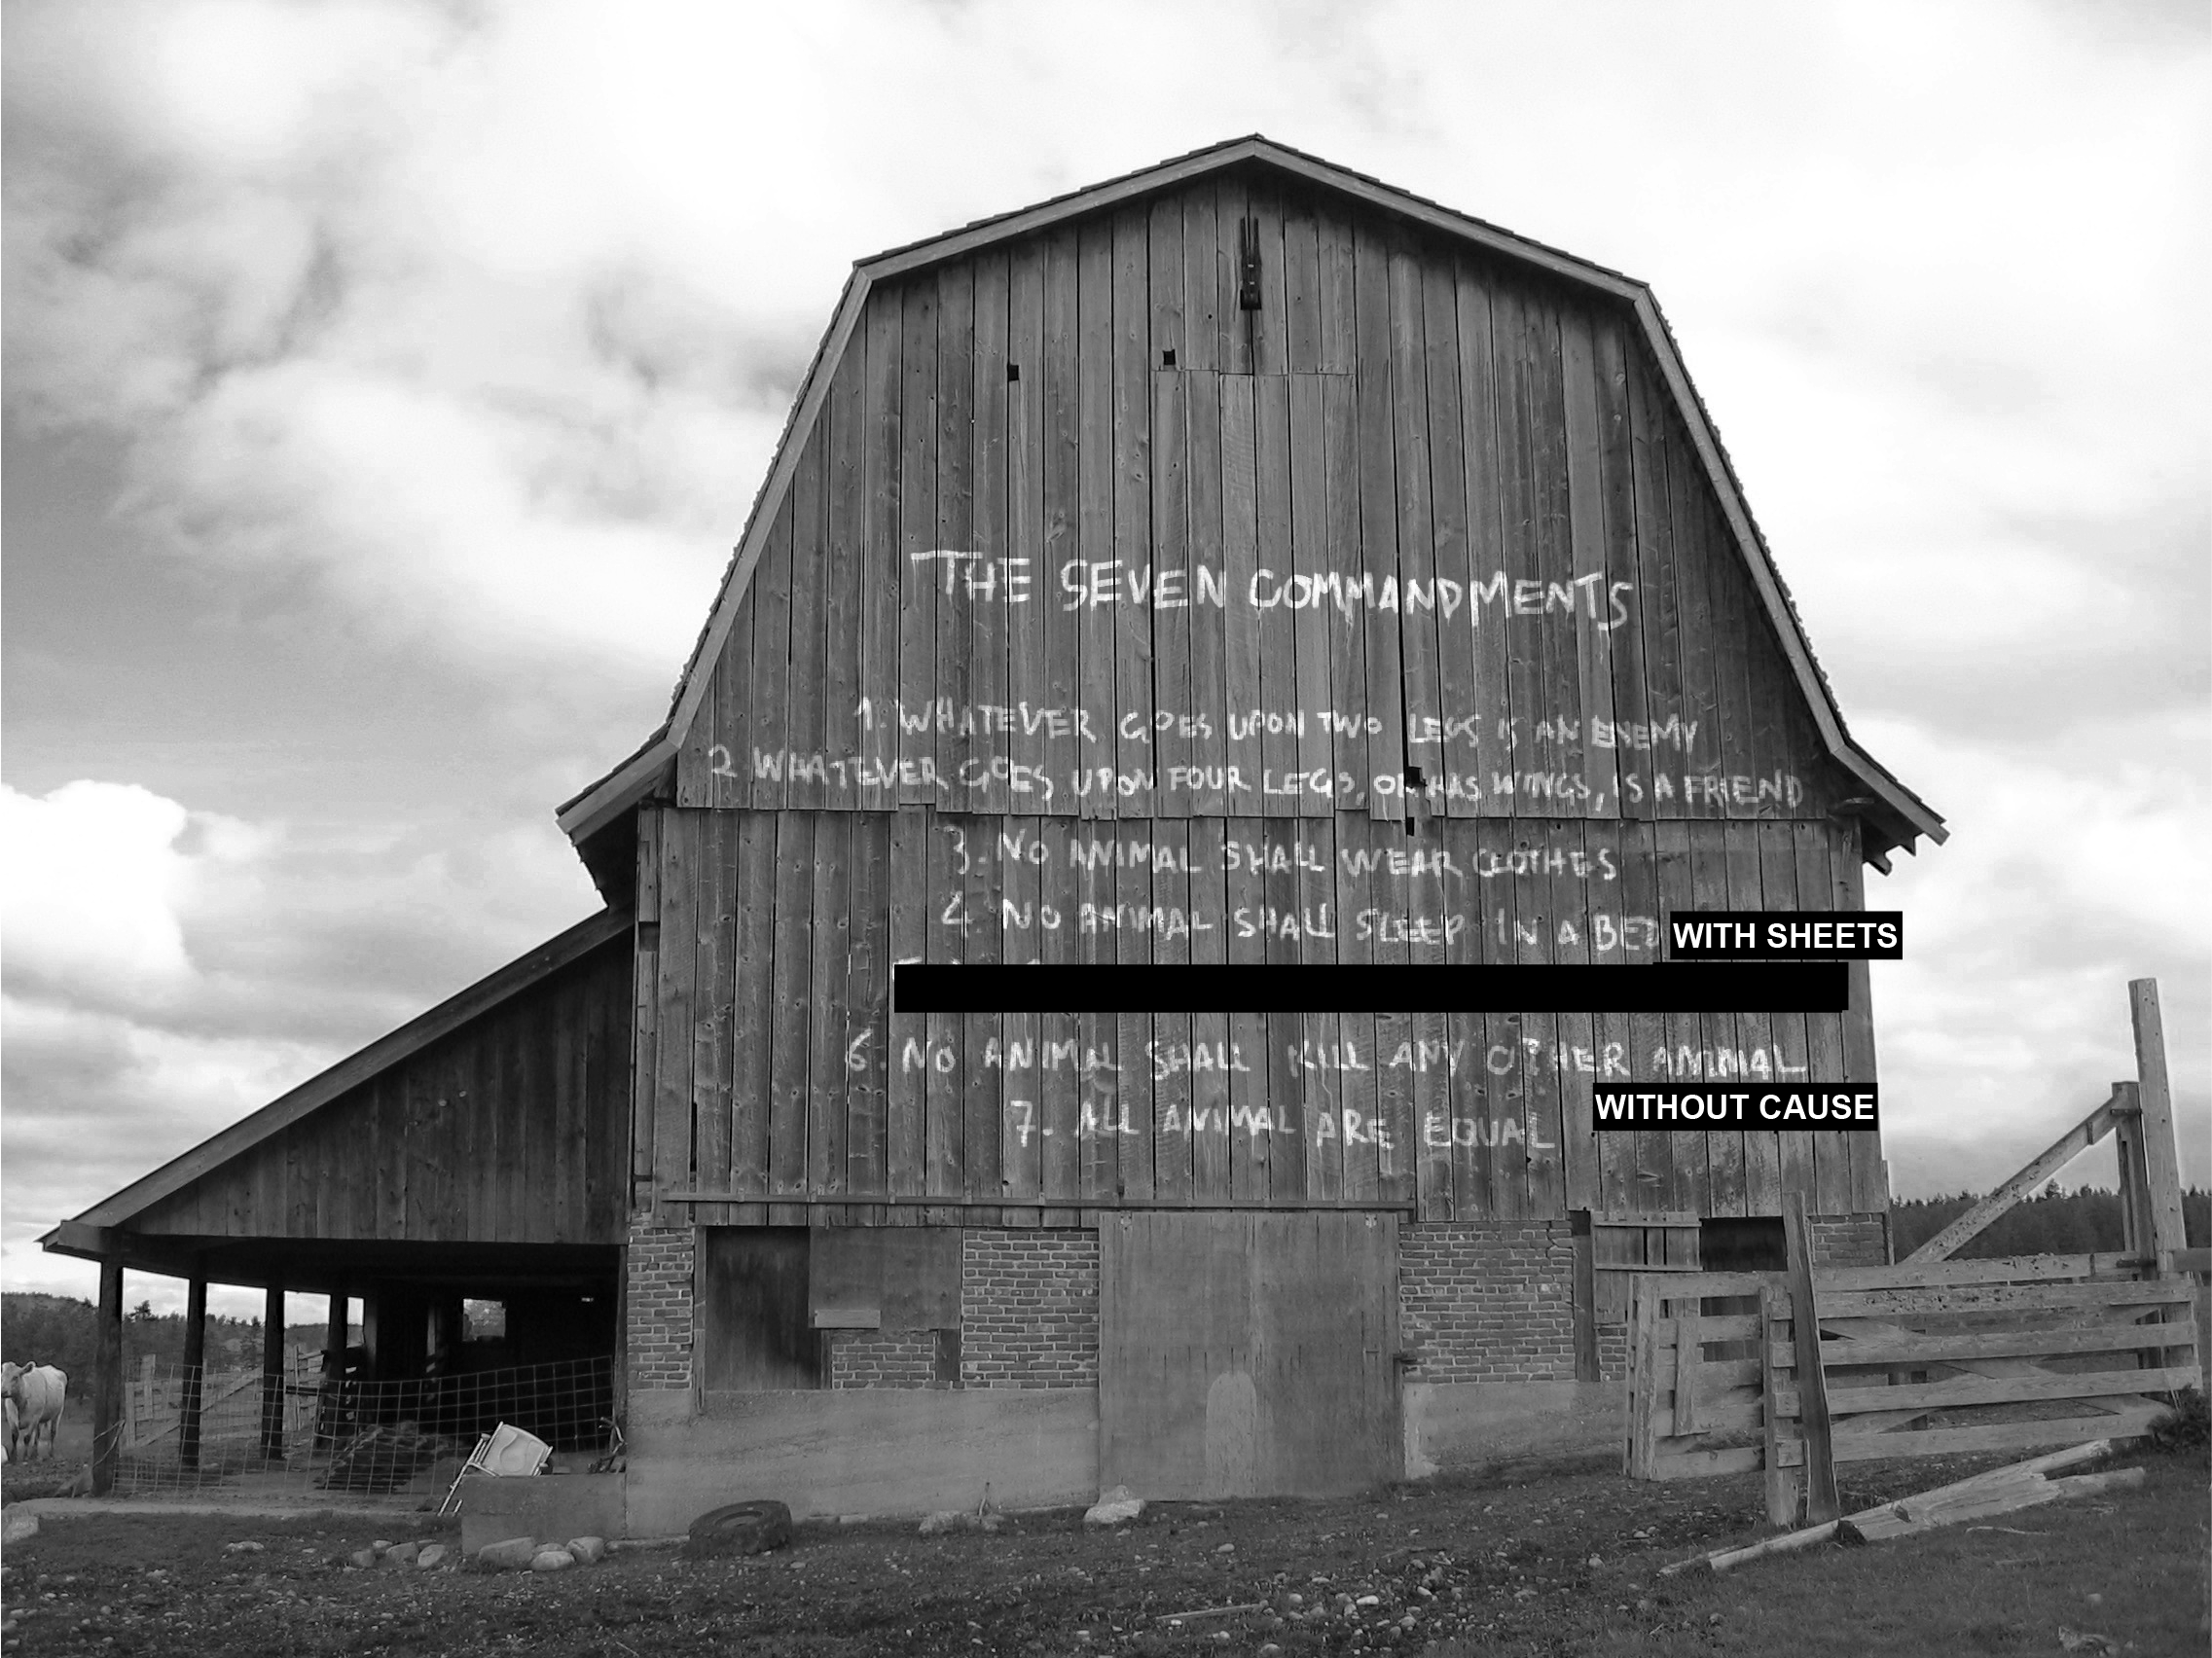 THE SEVEN COMMANDMENTS
1. WHATEVER GOES UPON TWO LEGS IS AN ENEMY
2 WHATEVER GOES UPON FOUR LEGS, OR HAS WINGS, IS A FRIEND
3. NO ANIMAL SHALL WEAR CLOTHES
4. NO ANIMAL SHALL SLEEP IN A BED WITH SHEETS
6. NO ANIMAL SHALL KILL ANY OTHER ANIMAL
WITHOUT CAUSE
7. ALL ANIMAL ARE EQUAL